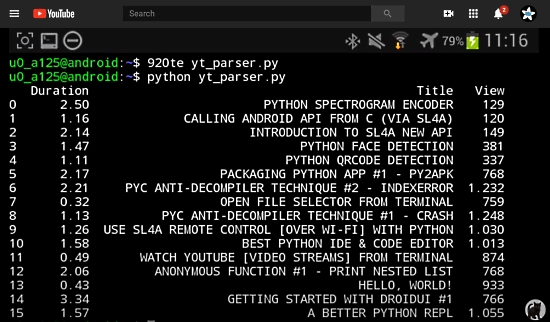 YouTube
Search
2
79% 11:16
u0_a125@android:~$ 920te yt_parser.py
u0_a125@android:~$ python yt_parser.py
Duration Title View
0 2.50 PYTHON SPECTROGRAM ENCODER 129
1 1.16 CALLING ANDROID API FROM C (VIA SL4A) 120
2 2.14 INTRODUCTION TO SL4A NEW API 149
3 1.47 PYTHON FACE DETECTION 381
4 1.11 PYTHON QRCODE DETECTION 337
5 2.17 PACKAGING PYTHON APP #1 - PY2APK 768
6 2.21 PYC ANTI-DECOMPILER TECHNIQUE #2 - INDEXERROR 1.232
7 0.32 OPEN FILE SELECTOR FROM TERMINAL 759
8 1.13 PYC ANTI-DECOMPILER TECHNIQUE #1 - CRASH 1.248
9 1.26 USE SL4A REMOTE CONTROL [OVER WI-FI] WITH PYTHON 1.030
10 1.58 BEST PYTHON IDE & CODE EDITOR 1.013
11 0.49 WATCH YOUTUBE [VIDEO STREAMS] FROM TERMINAL 874
12 2.06 ANONYMOUS FUNCTION #1 - PRINT NESTED LIST 768
13 0.43 HELLO, WORLD! 933
14 3.34 GETTING STARTED WITH DROIDUI #1 766
15 1.57 A BETTER PYTHON REPL 1.055